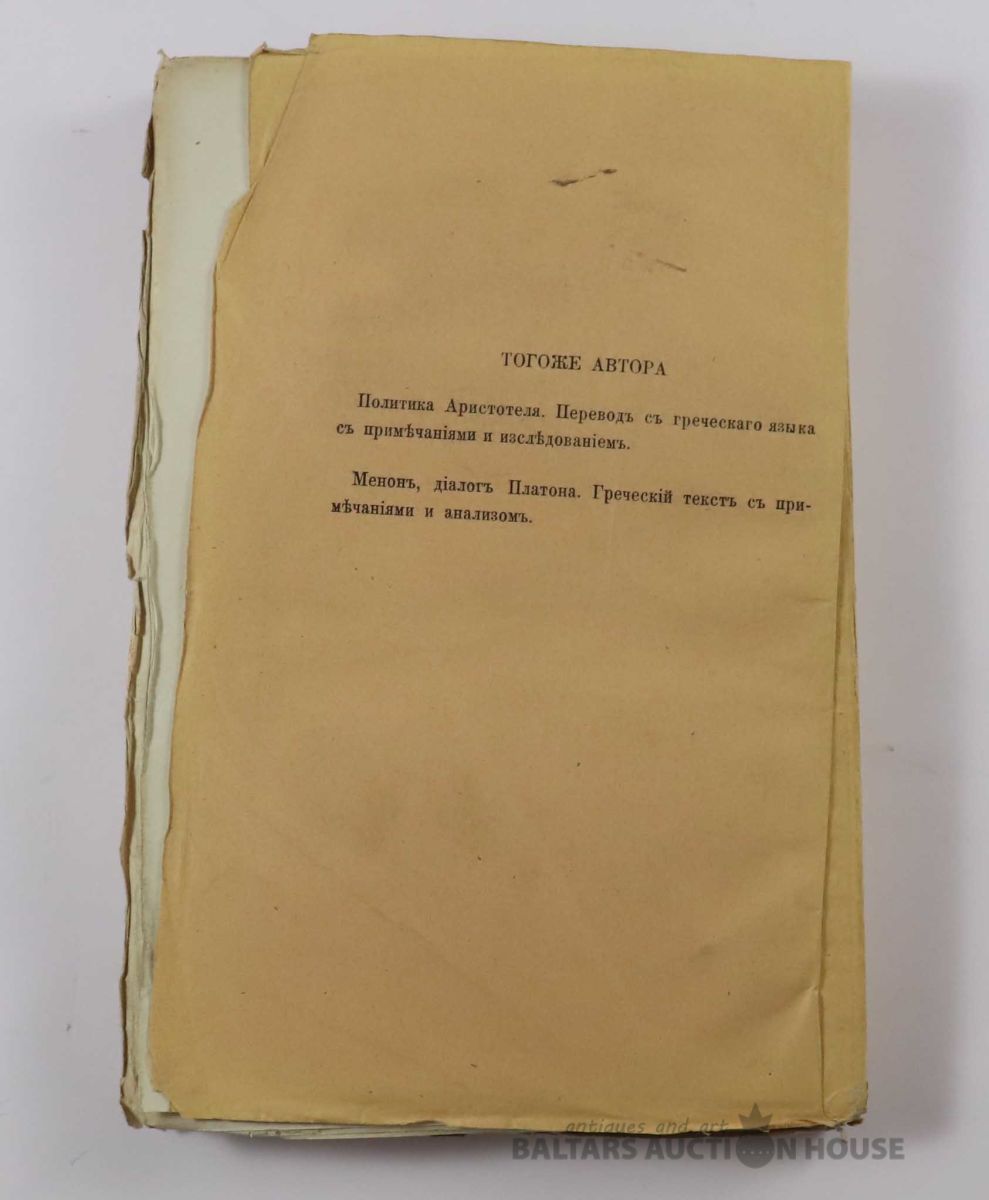 ТОГОЖЕ АВТОРА
Политика Аристотеля. Переводъ съ греческаго языка
съ примѣчаніями и изслѣдованіемъ.
Менонъ, діалогъ Платона. Греческій текстъ съ при-
мѣчаніями и анализомъ.
antiques and art
BALTARS AUCTION HOUSE